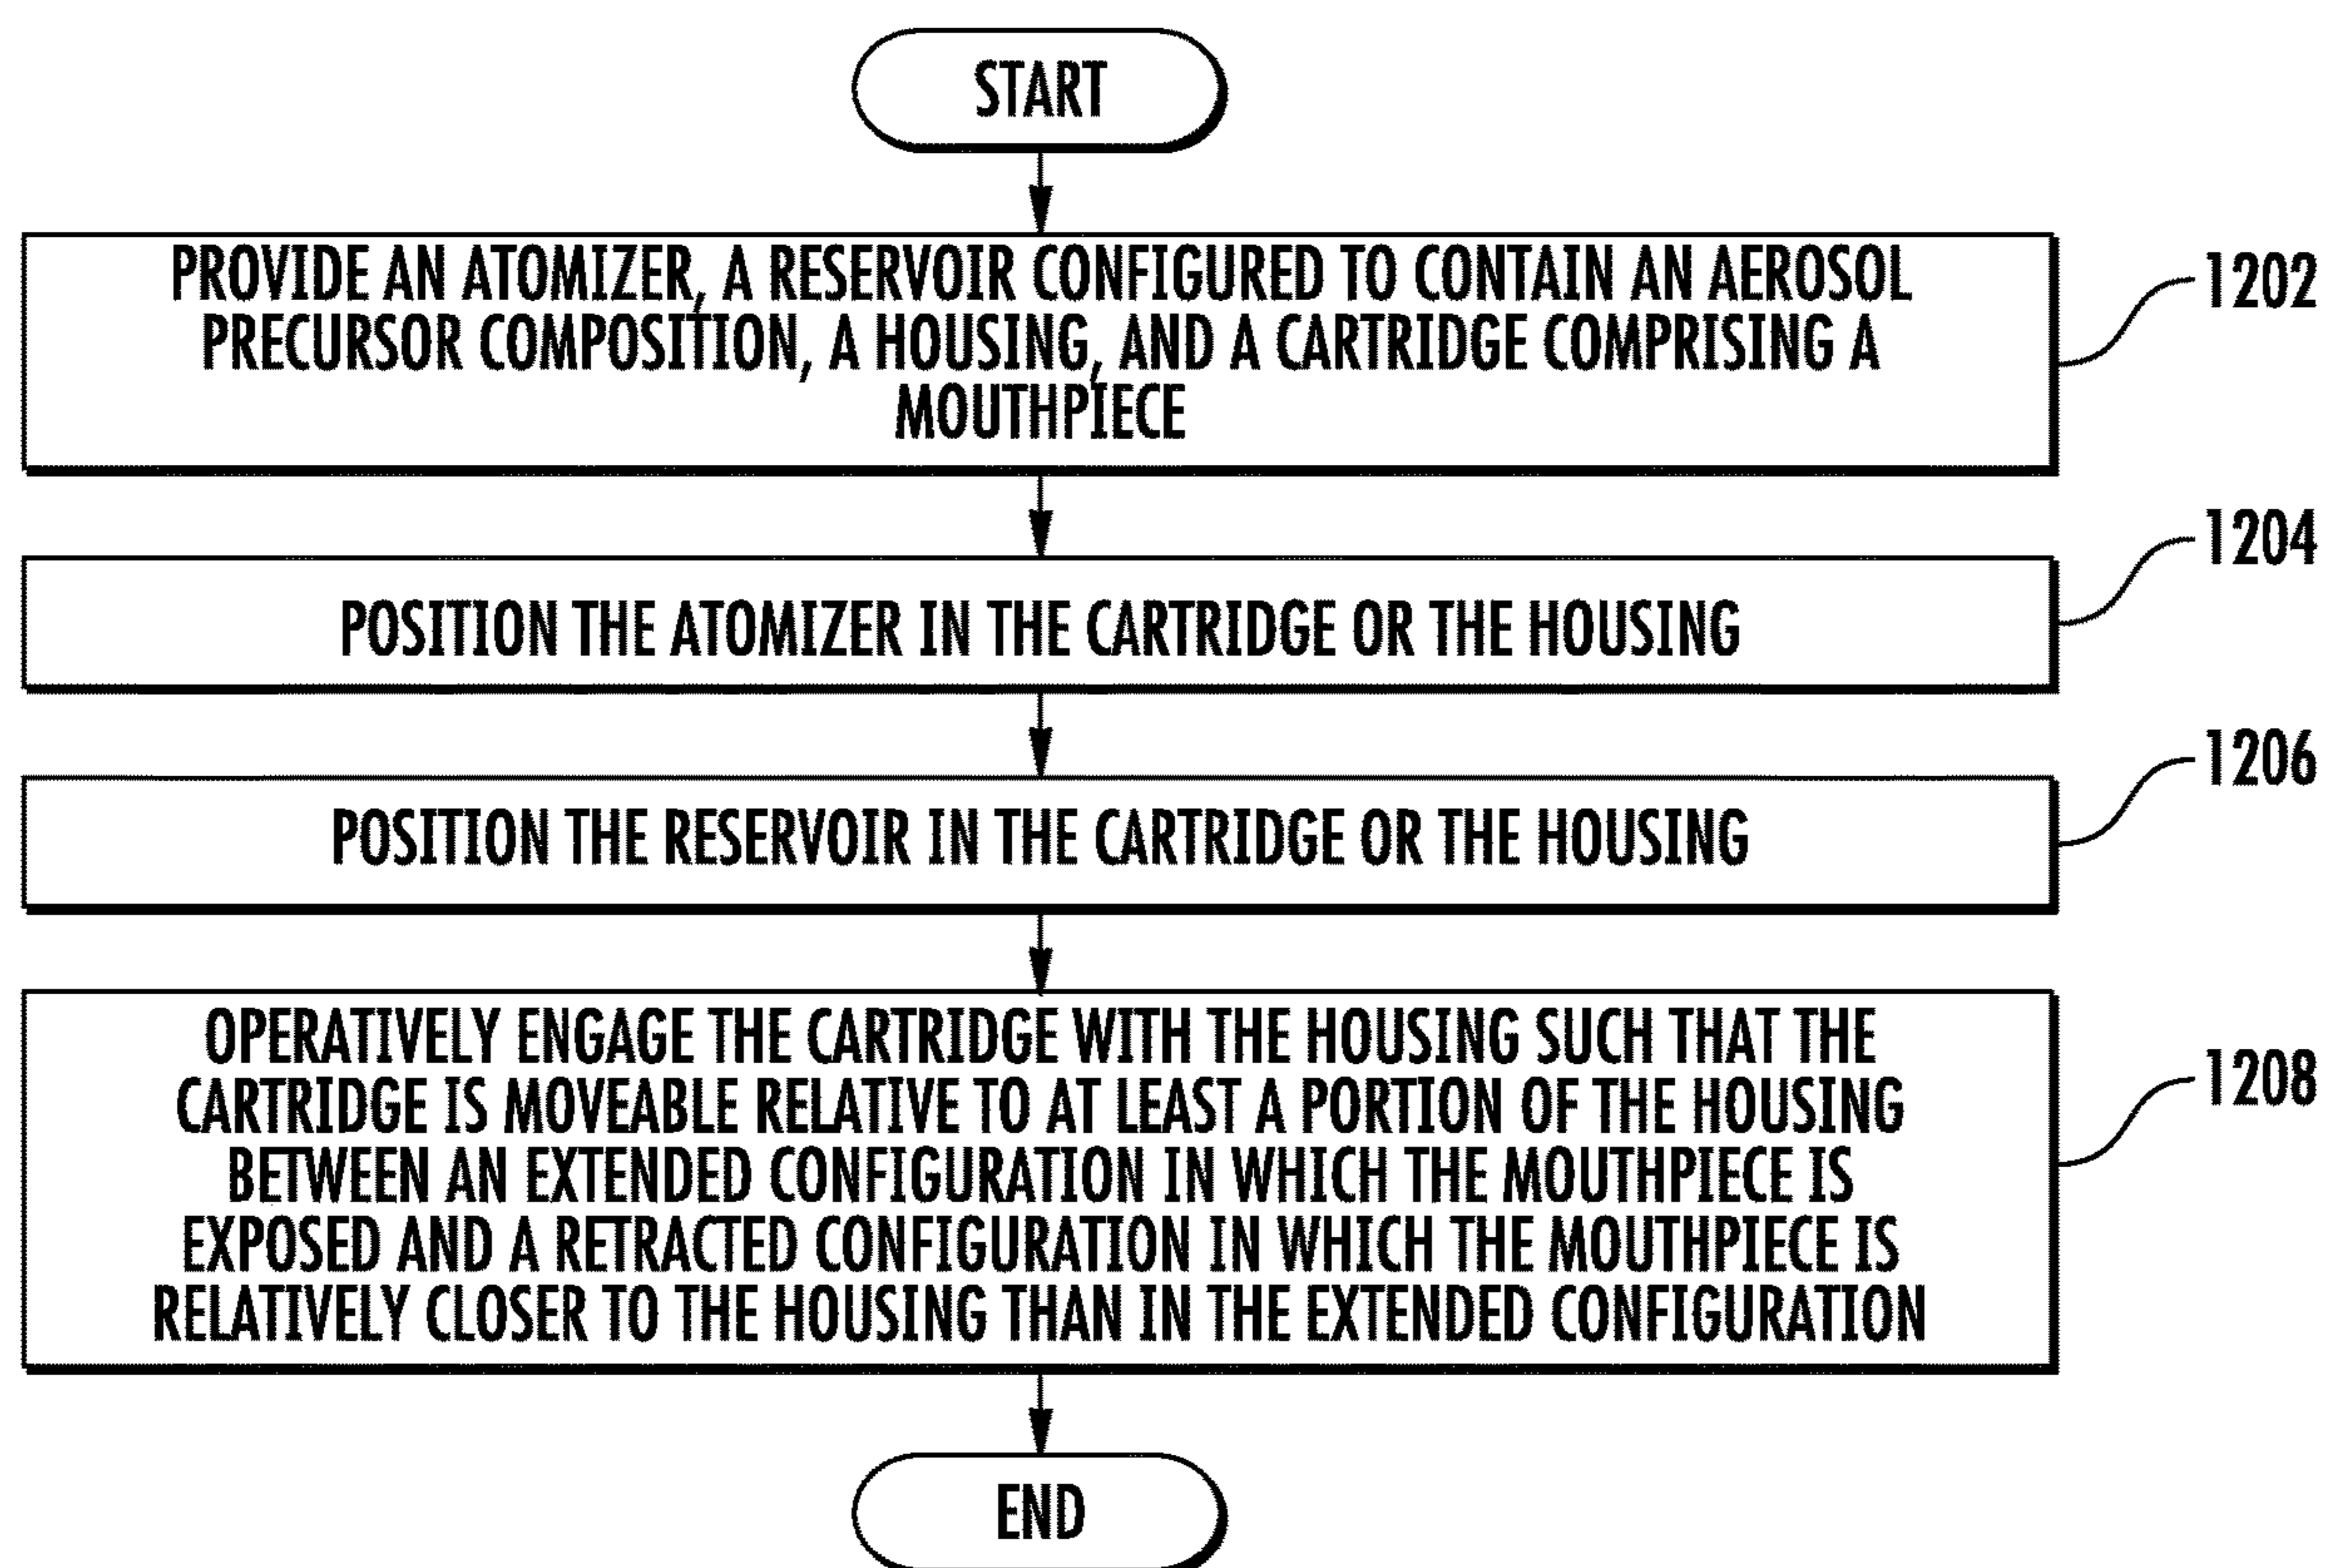 START
PROVIDE AN ATOMIZER, A RESERVOIR CONFIGURED TO CONTAIN AN AEROSOL
PRECURSOR COMPOSITION, A HOUSING, AND A CARTRIDGE COMPRISING A
MOUTHPIECE
1202
POSITION THE ATOMIZER IN THE CARTRIDGE OR THE HOUSING
1204
POSITION THE RESERVOIR IN THE CARTRIDGE OR THE HOUSING
1206
OPERATIVELY ENGAGE THE CARTRIDGE WITH THE HOUSING SUCH THAT THE
CARTRIDGE IS MOVEABLE RELATIVE TO AT LEAST A PORTION OF THE HOUSING
BETWEEN AN EXTENDED CONFIGURATION IN WHICH THE MOUTHPIECE IS
EXPOSED AND A RETRACTED CONFIGURATION IN WHICH THE MOUTHPIECE IS
RELATIVELY CLOSER TO THE HOUSING THAN IN THE EXTENDED CONFIGURATION
1208
END